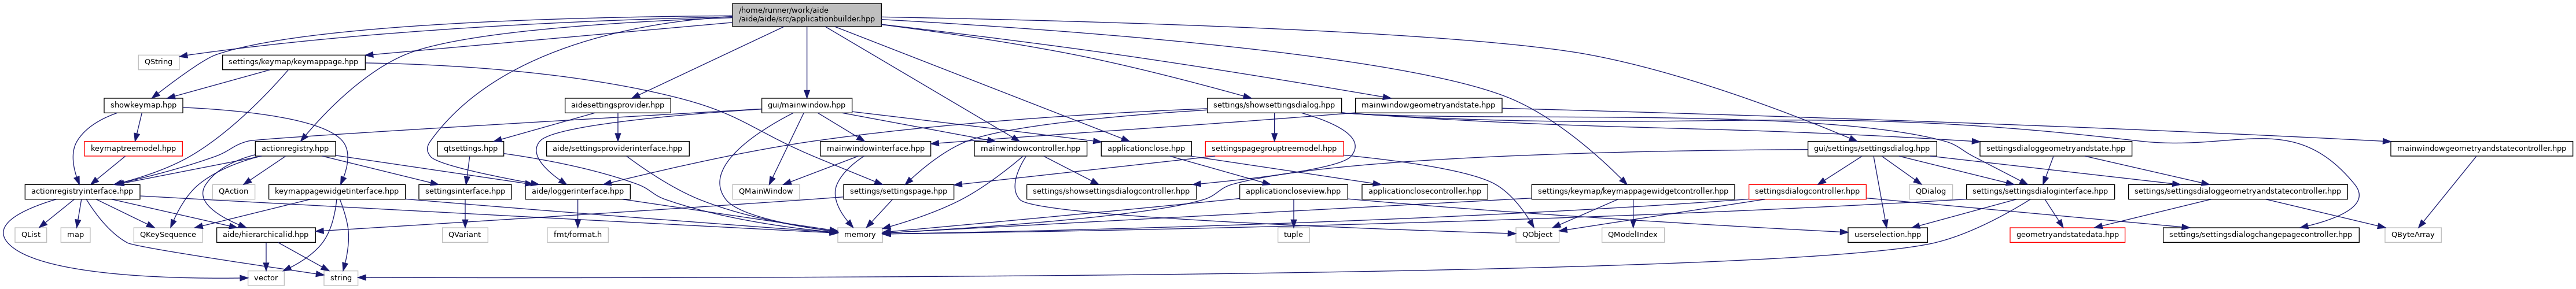 /home/runner/work/aide
/aide/aide/src/applicationbuilder.hpp
QString
settings/keymap/keymappage.hpp
showkeymap.hpp
aidesettingsprovider.hpp
gui/mainwindow.hpp
settings/showsettingsdialog.hpp
mainwindowgeometryandstate.hpp
keymaptreemodel.hpp
actionregistry.hpp
qtsettings.hpp
aide/settingsproviderinterface.hpp
mainwindowinterface.hpp
mainwindowcontroller.hpp
applicationclose.hpp
settingspagegrouptreemodel.hpp
gui/settings/settingsdialog.hpp
settingsdialoggeometryandstate.hpp
mainwindowgeometryandstatecontroller.hpp
actionregistryinterface.hpp
QAction
keymappagewidgetinterface.hpp
settingsinterface.hpp
aide/loggerinterface.hpp
QMainWindow
settings/settingspage.hpp
settings/showsettingsdialogcontroller.hpp
applicationcloseview.hpp
applicationclosecontroller.hpp
settings/keymap/keymappagewidgetcontroller.hpp
settingsdialogcontroller.hpp
QDialog
settings/settingsdialoginterface.hpp
settings/settingsdialoggeometryandstatecontroller.hpp
QList
map
QKeySequence
aide/hierarchicalid.hpp
QVariant
fmt/format.h
memory
tuple
QObject
QModelIndex
userselection.hpp
geometryandstatedata.hpp
settings/settingsdialogchangepagecontroller.hpp
QByteArray
vector
string